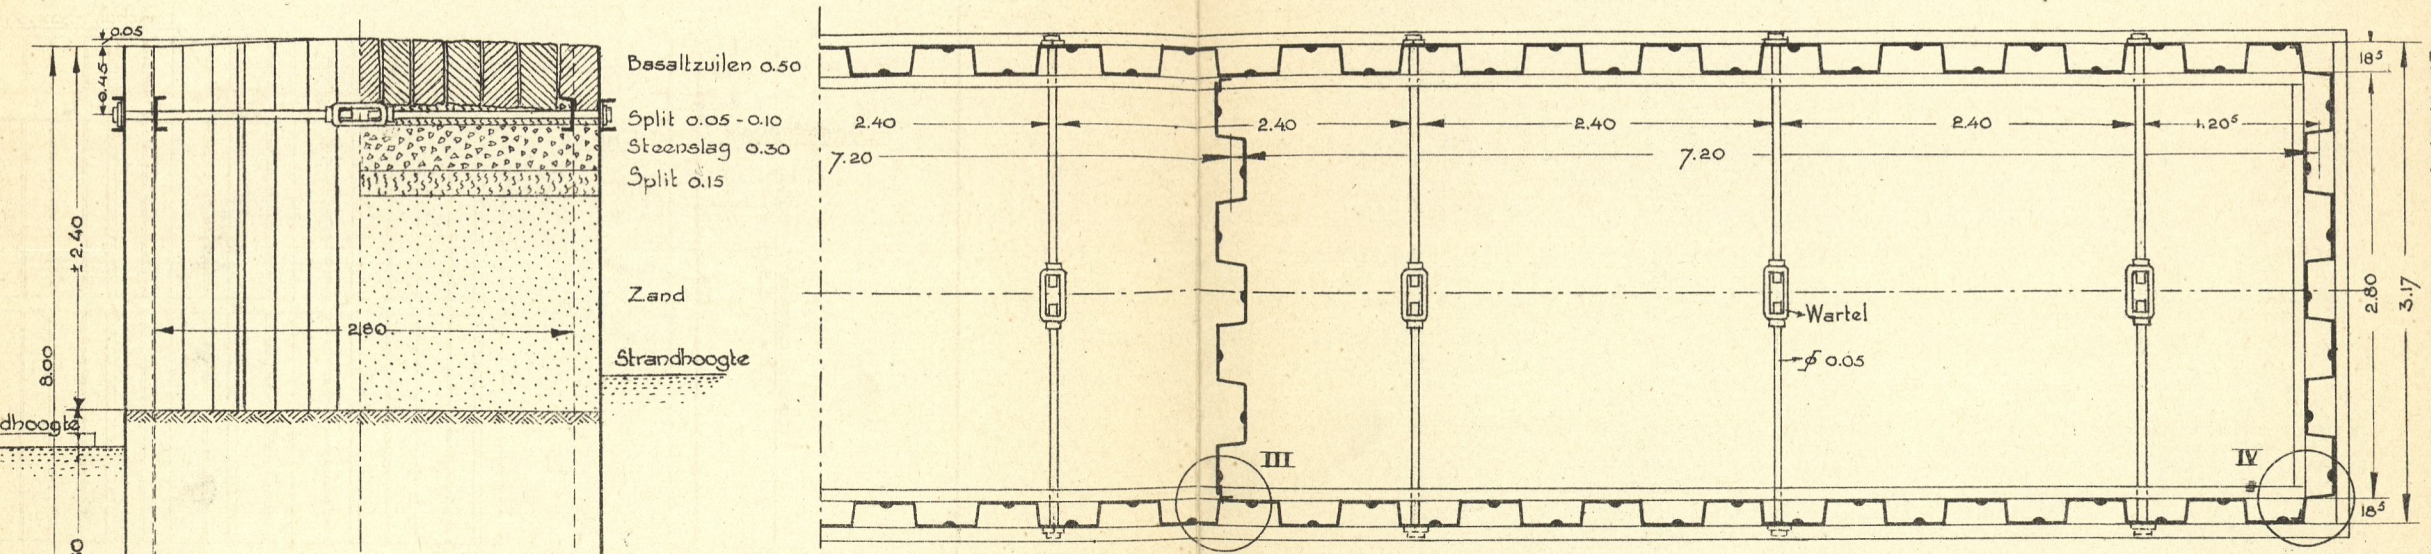 0.05
0.45
Basaltzuilen 0.50
Split 0.05 - 0.10
Steenslag 0.30
Split 0.15
± 2.40
Zand
2.80
8.00
Strandhoogte
dhoogte
2.40
2.40
2.40
2.40
1.20⁵
7.20
7.20
18⁵
2.80
3.17
Wartel
ϕ 0.05
III
IV
18⁵